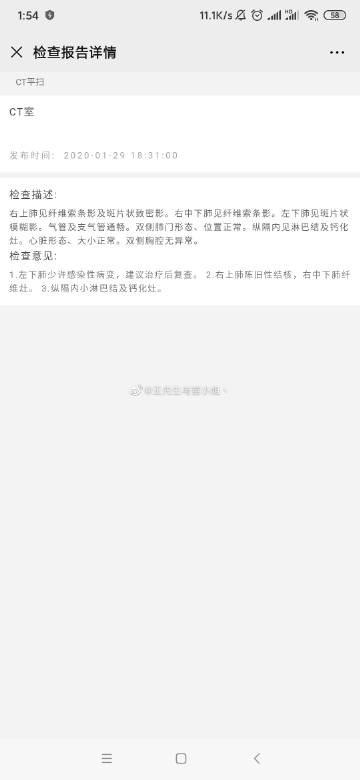 1:54
11.1K/s
HD
58
检查报告详情
CT平扫
CT室
发布时间: 2020-01-29 18:31:00
检查描述:
右上肺见纤维索条影及斑片状致密影。右中下肺见纤维索条影。左下肺见斑片状
模糊影。气管及支气管通畅。双侧肺门形态、位置正常。纵隔内见淋巴结及钙化
灶。心脏形态、大小正常。双侧胸腔无异常。
检查意见:
1.左下肺少许感染性病变，建议治疗后复查。 2.右上肺陈旧性结核，右中下肺纤
维灶。 3.纵隔内小淋巴结及钙化灶。